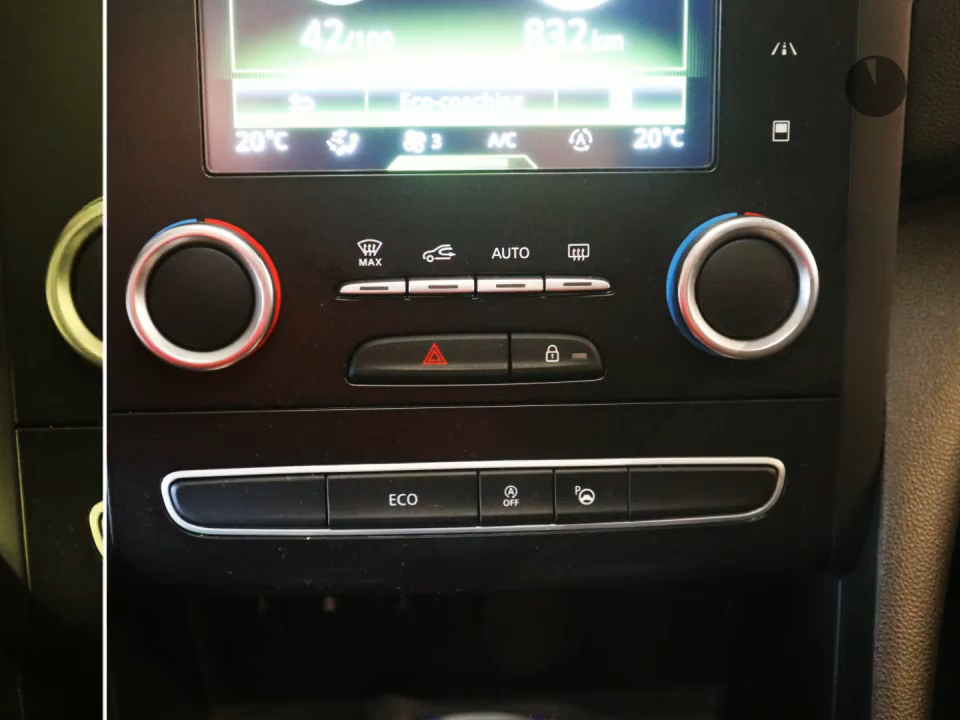 42/100 832 km
Eco-coaching
20°C 3 A/C A 20°C
MAX AUTO
ECO A OFF P